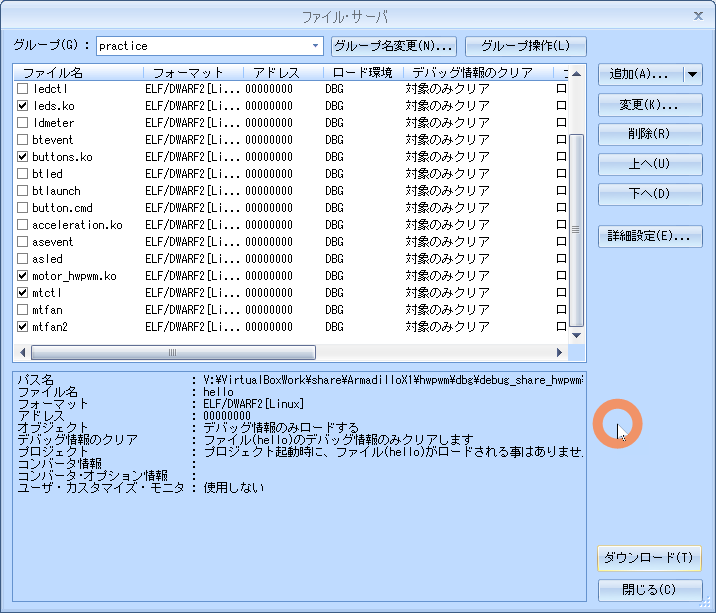 ファイル・サーバ
グループ(G) : practice グループ名変更(N)... グループ操作(L)
ファイル名 フォーマット アドレス ロード環境 デバッグ情報のクリア
ledctl ELF/DWARF2[Li... 00000000 DBG 対象のみクリア
leds.ko ELF/DWARF2[Li... 00000000 DBG 対象のみクリア
ldmeter ELF/DWARF2[Li... 00000000 DBG 対象のみクリア
btevent ELF/DWARF2[Li... 00000000 DBG 対象のみクリア
buttons.ko ELF/DWARF2[Li... 00000000 DBG 対象のみクリア
btled ELF/DWARF2[Li... 00000000 DBG 対象のみクリア
btlaunch ELF/DWARF2[Li... 00000000 DBG 対象のみクリア
button.cmd ELF/DWARF2[Li... 00000000 DBG 対象のみクリア
acceleration.ko ELF/DWARF2[Li... 00000000 DBG 対象のみクリア
asevent ELF/DWARF2[Li... 00000000 DBG 対象のみクリア
asled ELF/DWARF2[Li... 00000000 DBG 対象のみクリア
motor_hwpwm.ko ELF/DWARF2[Li... 00000000 DBG 対象のみクリア
mtctl ELF/DWARF2[Li... 00000000 DBG 対象のみクリア
mtfan ELF/DWARF2[Li... 00000000 DBG 対象のみクリア
mtfan2 ELF/DWARF2[Li... 00000000 DBG 対象のみクリア
追加(A)...
変更(K)...
削除(R)
上へ(U)
下へ(D)
詳細設定(E)...
パス名 : V:¥VirtualBoxWork¥share¥ArmadilloX1¥hwpwm¥dbg¥debug_share_hwpwm
ファイル名 : hello
フォーマット : ELF/DWARF2[Linux]
アドレス : 00000000
オブジェクト : デバッグ情報のみロードする
デバッグ情報のクリア : ファイル(hello)のデバッグ情報のみクリアします
プロジェクト : プロジェクト起動時に、ファイル(hello)がロードされる事はありませ.
コンバータ情報 :
コンバータ・オプション情報 :
ユーザ・カスタマイズ・モニタ : 使用しない
ダウンロード(T)
閉じる(C)